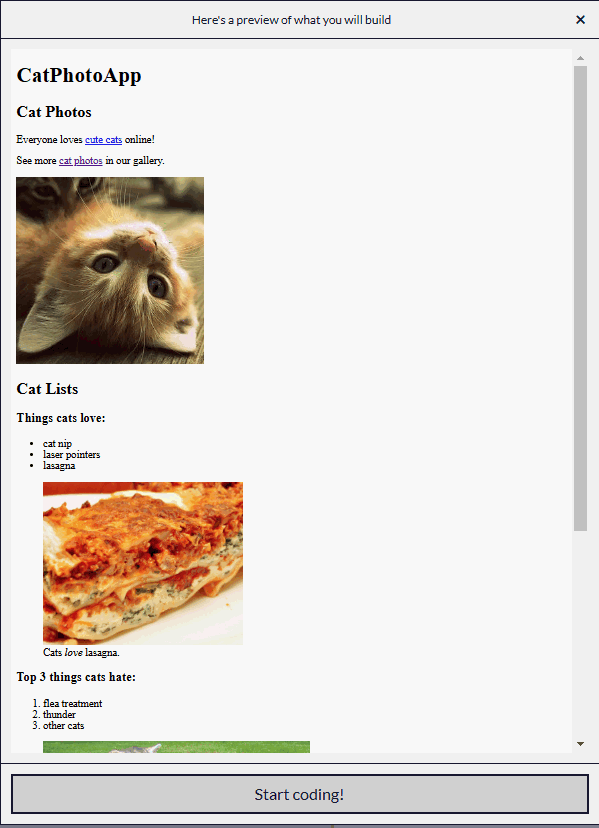 Here's a preview of what you will build
×
CatPhotoApp
Cat Photos
Everyone loves cute cats online!
See more cat photos in our gallery.
Cat Lists
Things cats love:
• cat nip
• laser pointers
• lasagna
Cats love lasagna.
Top 3 things cats hate:
1. flea treatment
2. thunder
3. other cats
Start coding!